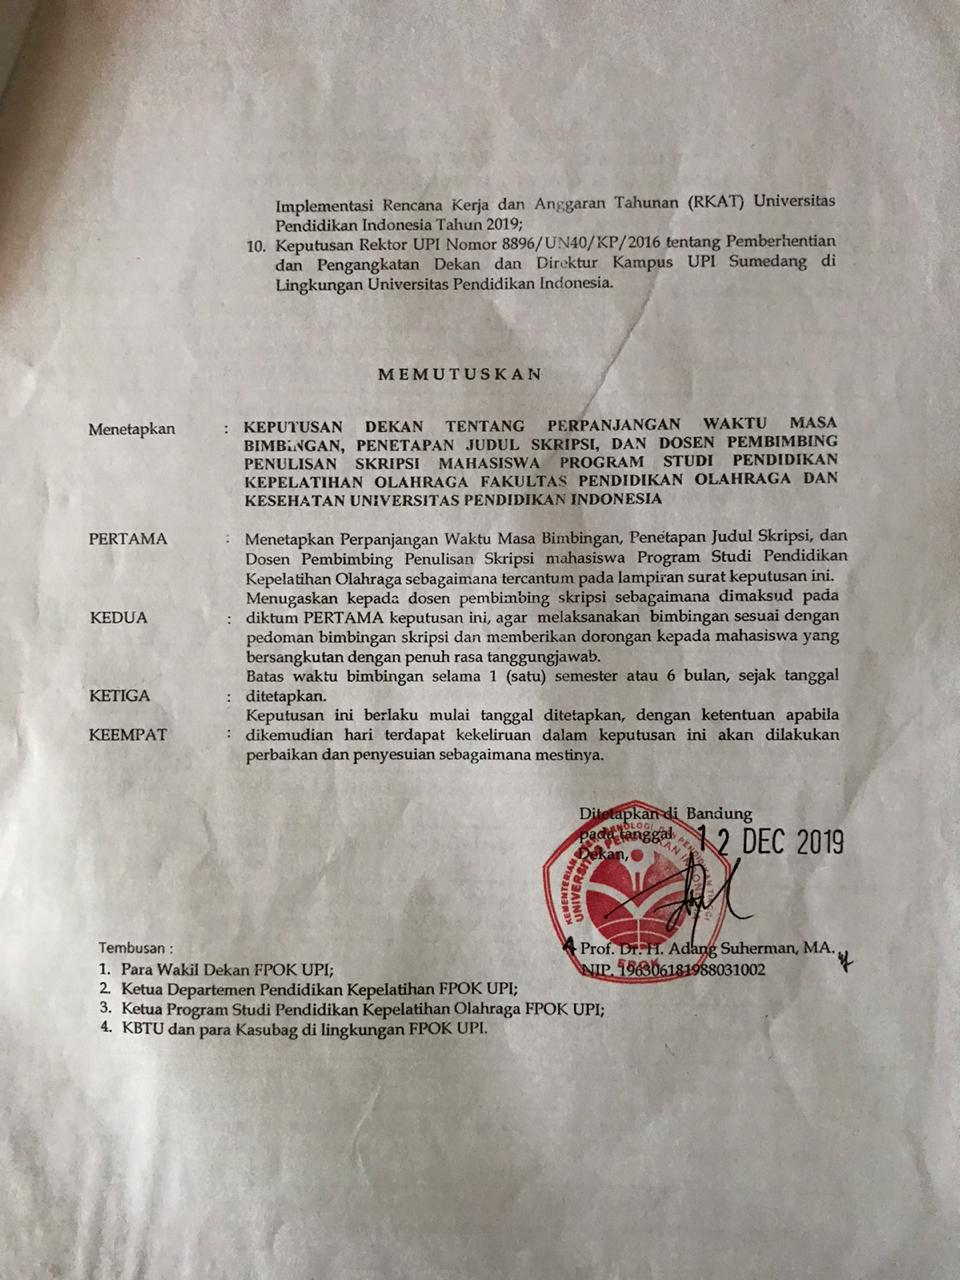 Implementasi Rencana Kerja dan Anggaran Tahunan (RKAT) Universitas
Pendidikan Indonesia Tahun 2019;
10. Keputusan Rektor UPI Nomor 8896/UN40/KP/2016 tentang Pemberhentian
dan Pengangkatan Dekan dan Direktur Kampus UPI Sumedang di
Lingkungan Universitas Pendidikan Indonesia.
MEMUTUSKAN
Menetapkan : KEPUTUSAN DEKAN TENTANG PERPANJANGAN WAKTU MASA
BIMBINGAN, PENETAPAN JUDUL SKRIPSI, DAN DOSEN PEMBIMBING
PENULISAN SKRIPSI MAHASISWA PROGRAM STUDI PENDIDIKAN
KEPELATIHAN OLAHRAGA FAKULTAS PENDIDIKAN OLAHRAGA DAN
KESEHATAN UNIVERSITAS PENDIDIKAN INDONESIA
PERTAMA : Menetapkan Perpanjangan Waktu Masa Bimbingan, Penetapan Judul Skripsi, dan
Dosen Pembimbing Penulisan Skripsi mahasiswa Program Studi Pendidikan
Kepelatihan Olahraga sebagaimana tercantum pada lampiran surat keputusan ini.
Menugaskan kepada dosen pembimbing skripsi sebagaimana dimaksud pada
KEDUA : diktum PERTAMA keputusan ini, agar melaksanakan bimbingan sesuai dengan
pedoman bimbingan skripsi dan memberikan dorongan kepada mahasiswa yang
bersangkutan dengan penuh rasa tanggungjawab.
Batas waktu bimbingan selama 1 (satu) semester atau 6 bulan, sejak tanggal
KETIGA : ditetapkan.
Keputusan ini berlaku mulai tanggal ditetapkan, dengan ketentuan apabila
KEEMPAT : dikemudian hari terdapat kekeliruan dalam keputusan ini akan dilakukan
perbaikan dan penyesuian sebagaimana mestinya.
Ditetapkan di Bandung
pada tanggal 12 DEC 2019
Dekan,
UNIVERSITAS PENDIDIKAN INDONESIA
FPOK
Prof. Dr. H. Adang Suherman, MA.
NIP. 196306181988031002
Tembusan :
1. Para Wakil Dekan FPOK UPI;
2. Ketua Departemen Pendidikan Kepelatihan FPOK UPI;
3. Ketua Program Studi Pendidikan Kepelatihan Olahraga FPOK UPI;
4. KBTU dan para Kasubag di lingkungan FPOK UPI.